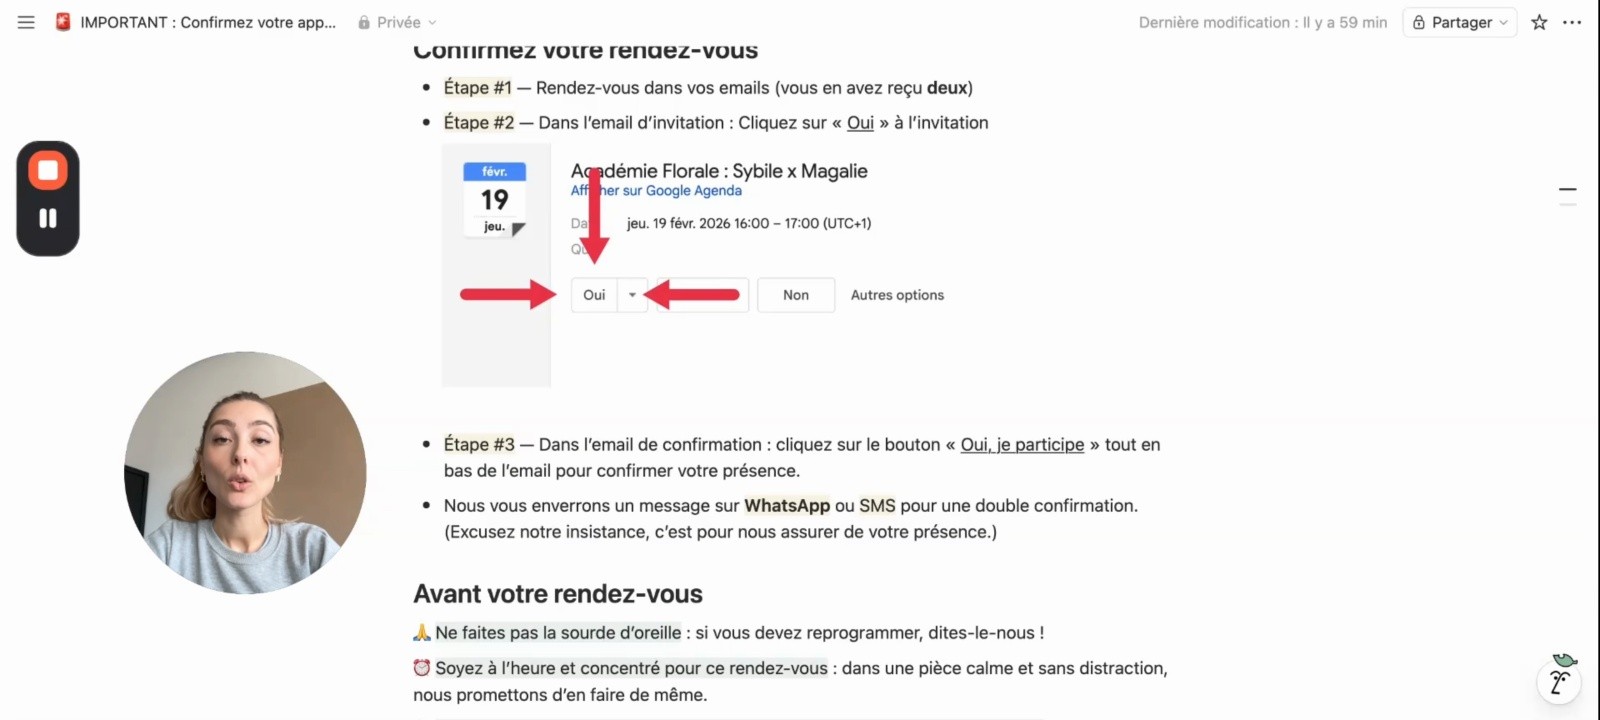 IMPORTANT : Confirmez votre app...
Privée
Dernière modification : Il y a 59 min
Partager
Confirmez votre rendez-vous
Étape #1 — Rendez-vous dans vos emails (vous en avez reçu deux)
Étape #2 — Dans l’email d’invitation : Cliquez sur « Oui » à l’invitation
févr.
19
jeu.
Académie Florale : Sybile x Magalie
Afficher sur Google Agenda
jeu. 19 févr. 2026 16:00 – 17:00 (UTC+1)
Oui
Non
Autres options
Étape #3 — Dans l’email de confirmation : cliquez sur le bouton « Oui, je participe » tout en
bas de l’email pour confirmer votre présence.
Nous vous enverrons un message sur WhatsApp ou SMS pour une double confirmation.
(Excusez notre insistance, c’est pour nous assurer de votre présence.)
Avant votre rendez-vous
🙏 Ne faites pas la sourde d’oreille : si vous devez reprogrammer, dites-le-nous !
⏰ Soyez à l’heure et concentré pour ce rendez-vous : dans une pièce calme et sans distraction,
nous promettons d’en faire de même.